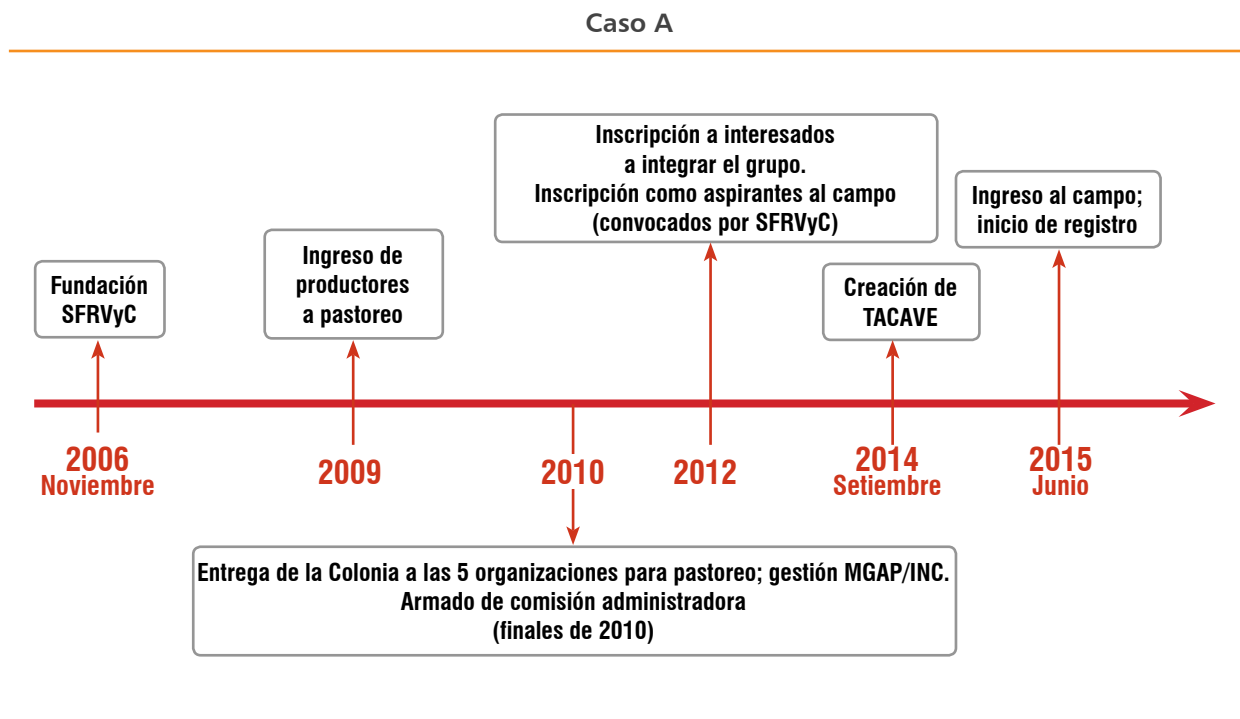 Caso A
Inscripción a interesados
a integrar el grupo.
Inscripción como aspirantes al campo
(convocados por SFRVyC)
Ingreso al campo;
inicio de registro
Ingreso de
productores
a pastoreo
Fundación
SFRVyC
Creación de
TACAVE
2006
Noviembre
2009
2010
2012
2014
Setiembre
2015
Junio
Entrega de la Colonia a las 5 organizaciones para pastoreo; gestión MGAP/INC.
Armado de comisión administradora
(finales de 2010)